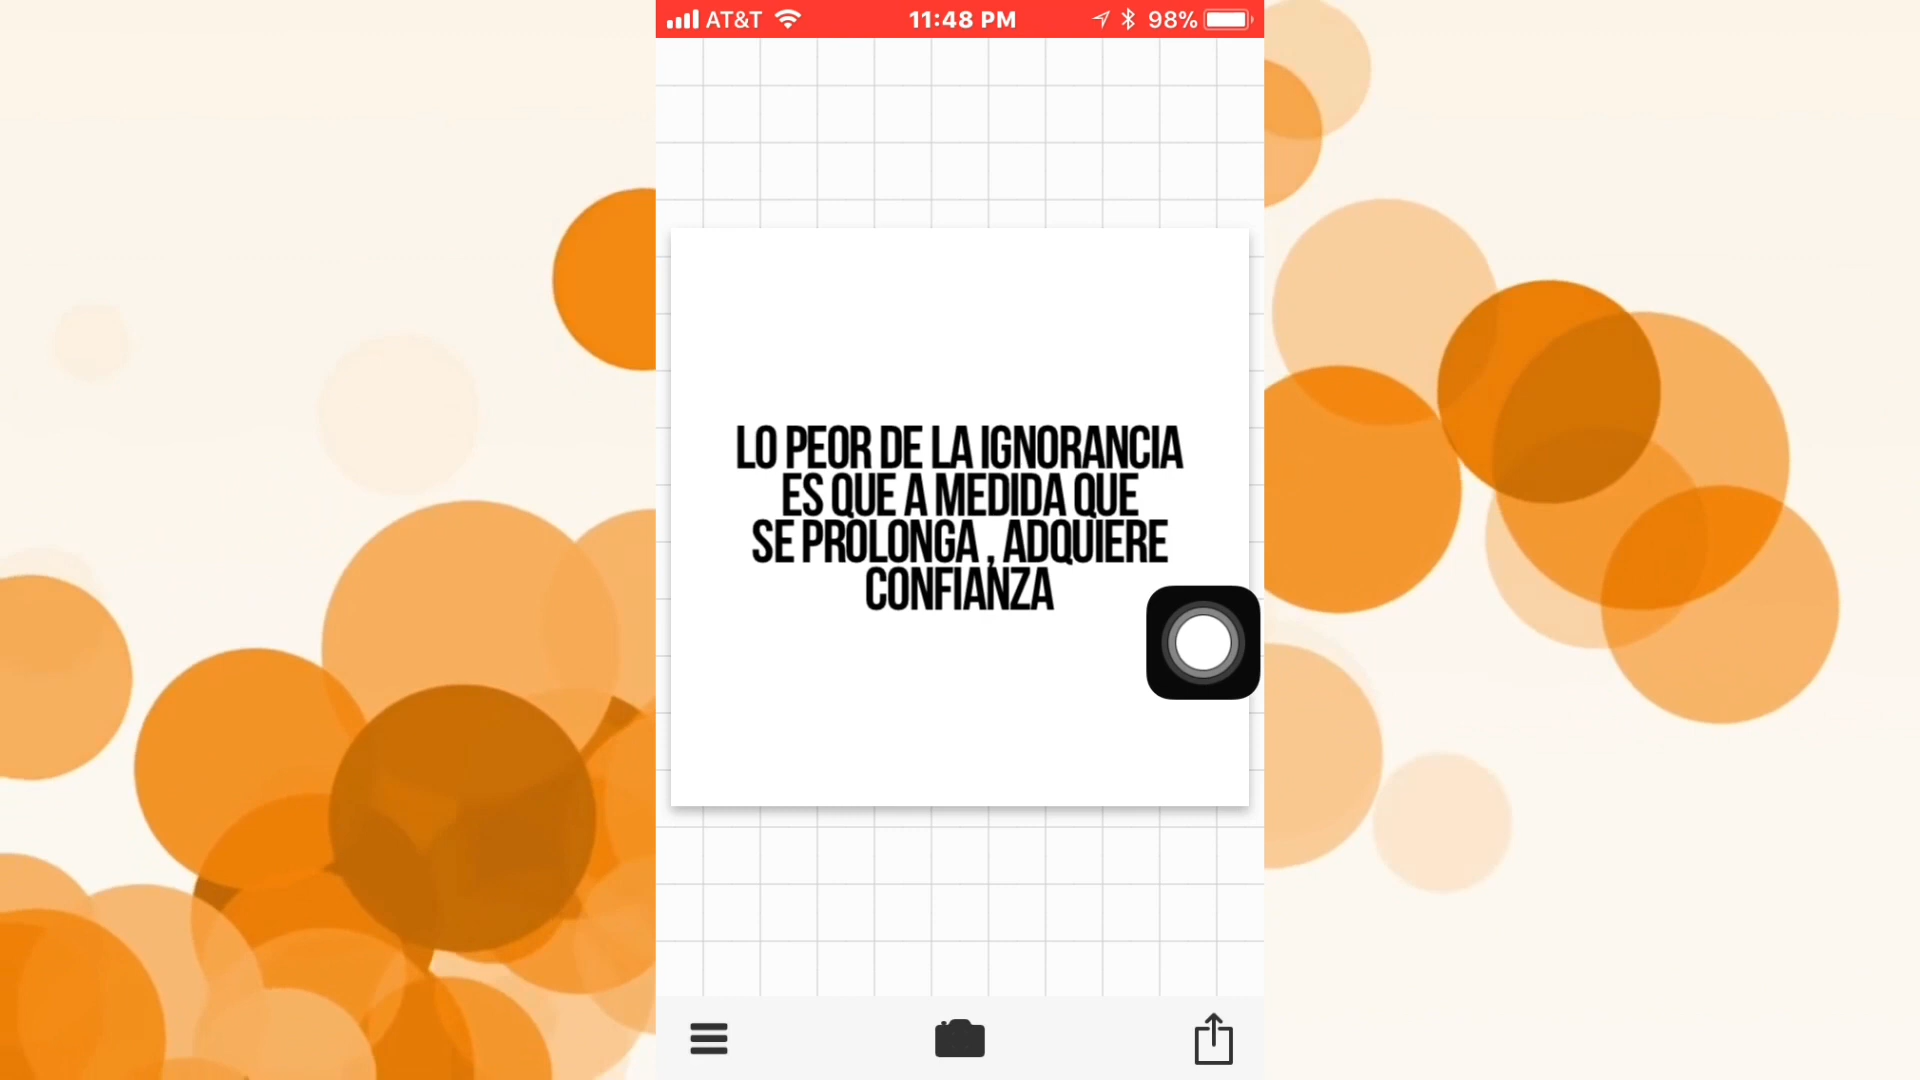 AT&T 11:48 PM 98%
LO PEOR DE LA IGNORANCIA
ES QUE A MEDIDA QUE
SE PROLONGA , ADQUIERE
CONFIANZA